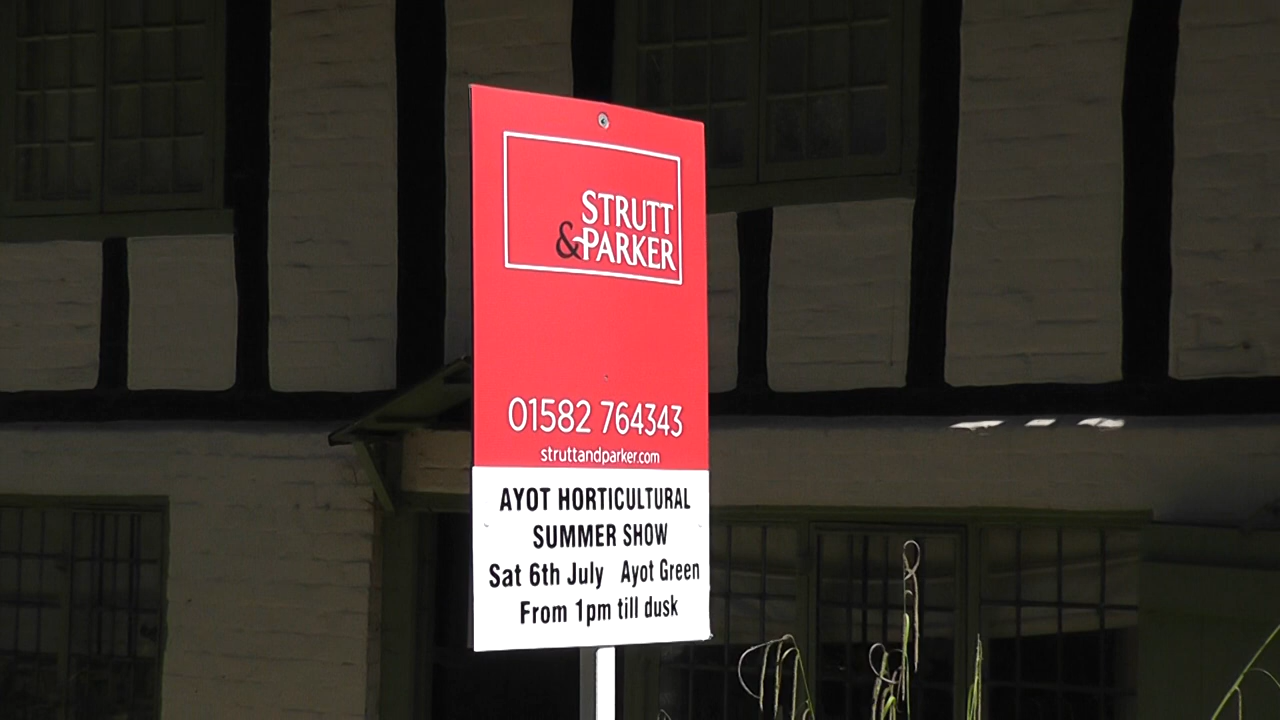 STRUTT
&PARKER
01582 764343
struttandparker.com
AYOT HORTICULTURAL
SUMMER SHOW
Sat 6th July Ayot Green
From 1pm till dusk